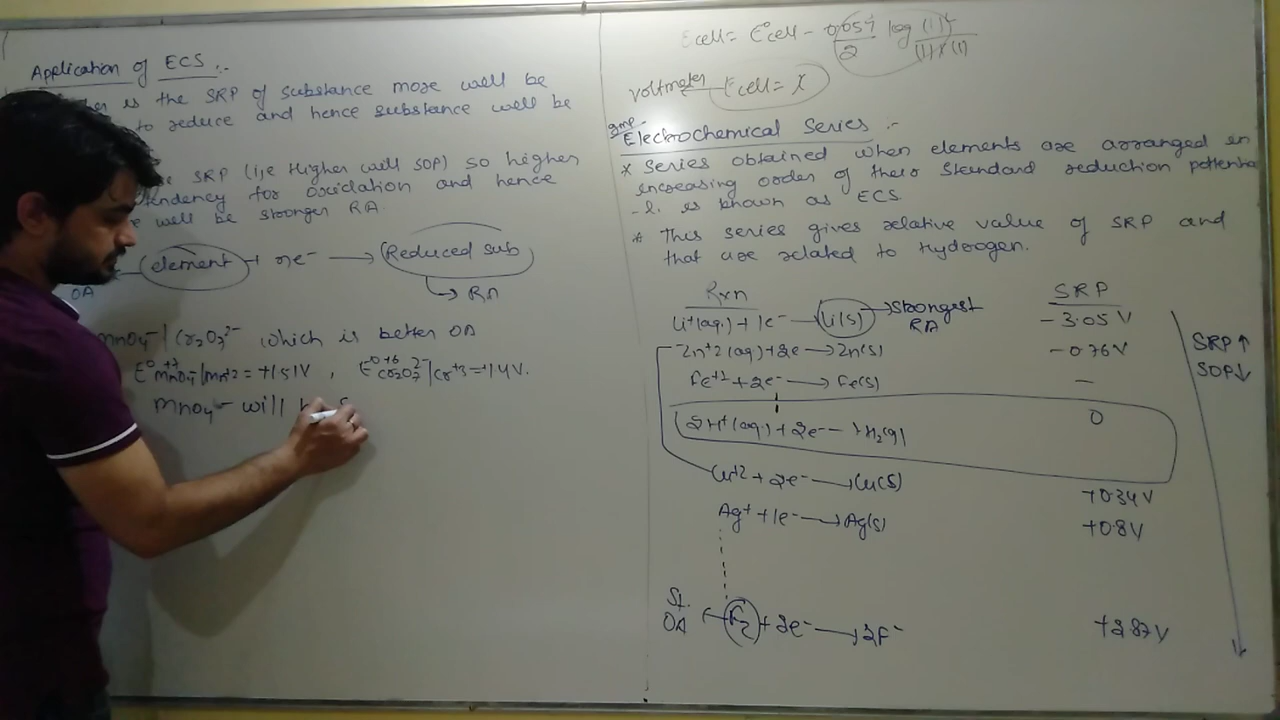 Application of ECS :-
is the SRP of substance more will be
to reduce and hence substance will be
SRP (i,e Higher will SOP) so higher
tendency for oxidation and hence
will be stronger RA.
element + ne- → Reduced sub
OA
→ RA
MnO4- / Cr2O7 2- which is better OA
E° +7 MnO4-/Mn+2 = +1.51V , E° +6 Cr2O7 2-/Cr+3 = +1.4V.
MnO4- will
Ecell = E°cell - 0.059/2 log (1)/(1)x(1)
voltmeter Ecell = x
imp.
Electrochemical Series :-
* Series obtained when elements are arranged in
increasing order of their standard reduction potentia
-l. is known as ECS.
* This series gives relative value of SRP and
that are related to Hydrogen.
Rxn SRP
Li+(aq.) + 1e- → Li(s) → strongest RA -3.05 V
Zn+2(aq) + 2e → Zn(s) -0.76V
Fe+2 + 2e- → Fe(s) —
2H+(aq.) + 2e- → H2(g) 0
Cu+2 + 2e- → Cu(s) +0.34V
Ag+ + 1e- → Ag(s) +0.8V
St. OA F2 + 2e- → 2F- +2.87V
SRP↑
SOP↓